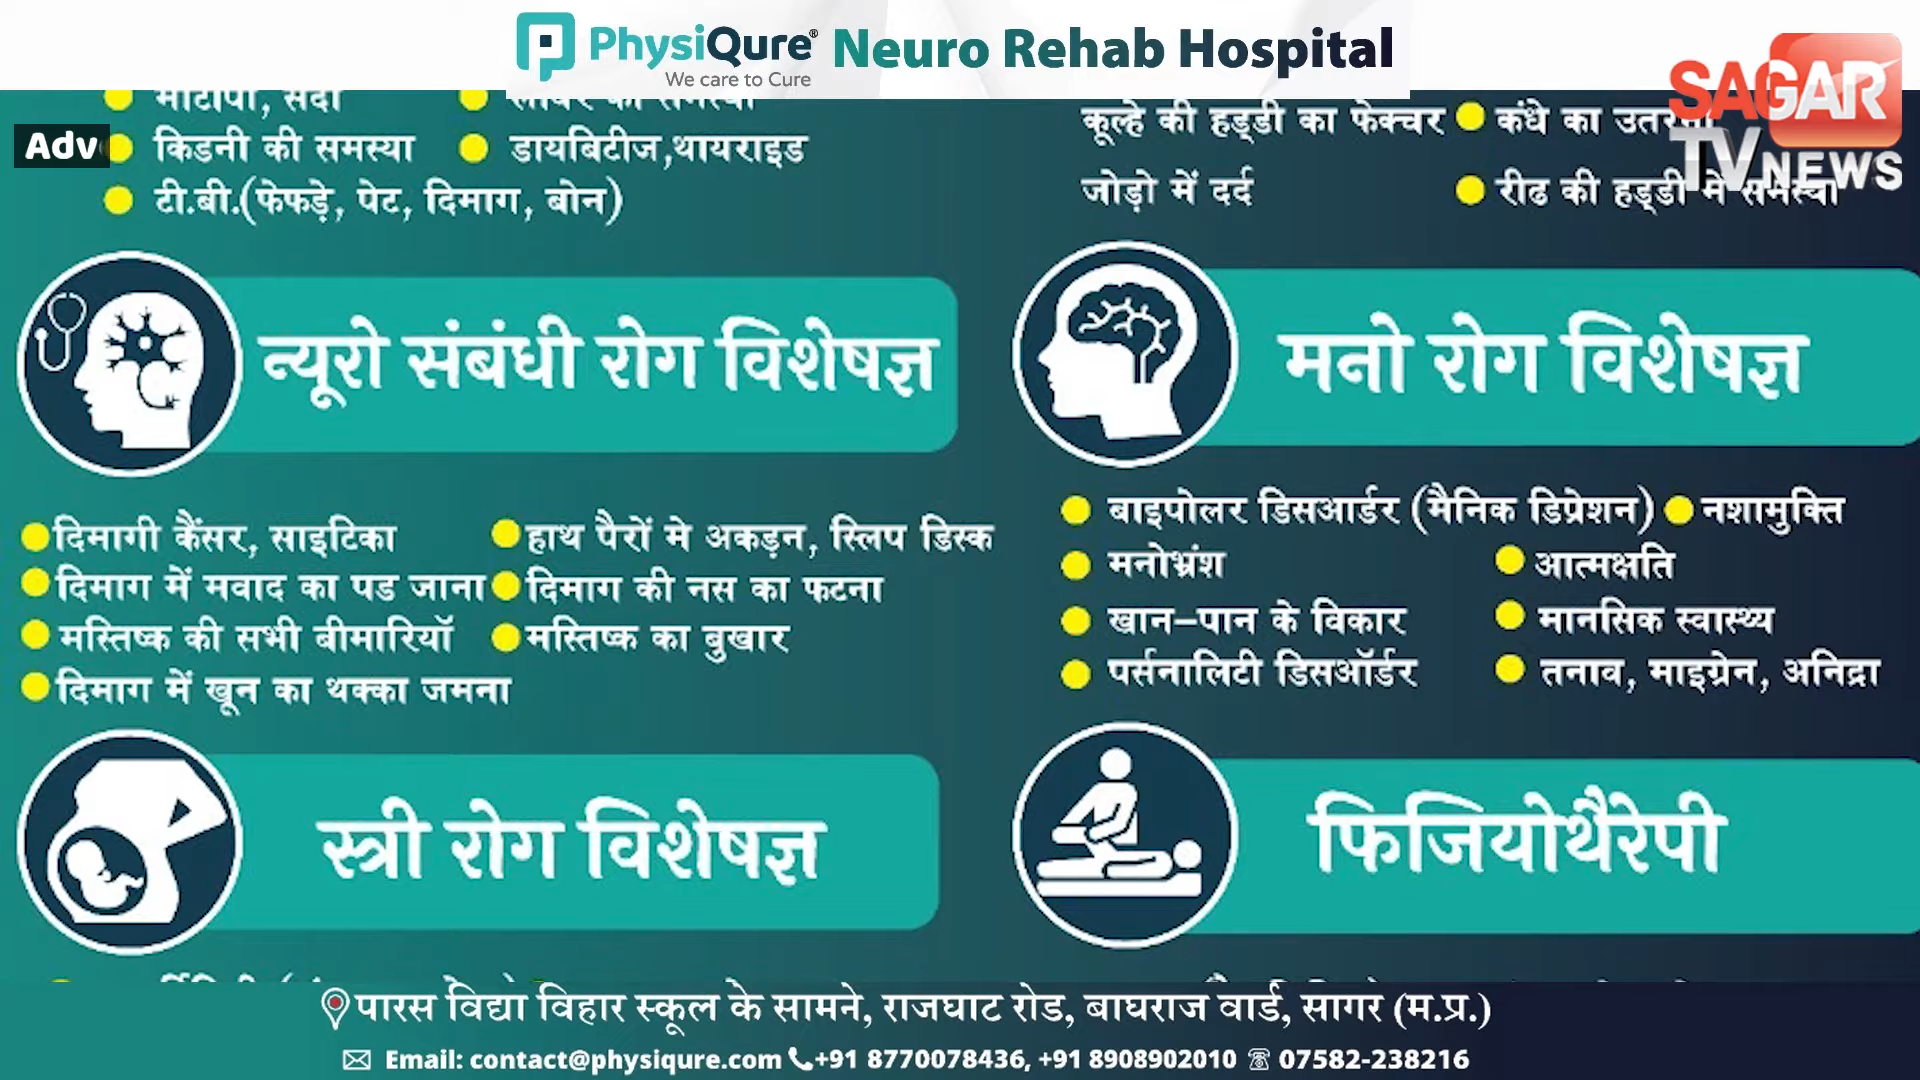 PhysiQure® Neuro Rehab Hospital
We care to Cure
SAGAR
TV NEWS
Adv
किडनी की समस्या
डायबिटीज,थायराइड
टी.बी.(फेफड़े, पेट, दिमाग, बोन)
कूल्हे की हड्डी का फेक्चर
कंधे का
जोड़ो में दर्द
रीढ की हड्डी में समस्या
न्यूरो संबंधी रोग विशेषज्ञ
दिमागी कैंसर, साइटिका
हाथ पैरों मे अकड़न, स्लिप डिस्क
दिमाग में मवाद का पड जाना
दिमाग की नस का फटना
मस्तिष्क की सभी बीमारियॉ
मस्तिष्क का बुखार
दिमाग में खून का थक्का जमना
मनो रोग विशेषज्ञ
बाइपोलर डिसआर्डर (मैनिक डिप्रेशन)
नशामुक्ति
मनोभ्रंश
आत्मक्षति
खान–पान के विकार
मानसिक स्वास्थ्य
पर्सनालिटी डिसऑर्डर
तनाव, माइग्रेन, अनिद्रा
स्त्री रोग विशेषज्ञ
फिजियोथैरेपी
पारस विद्या विहार स्कूल के सामने, राजघाट रोड, बाघराज वार्ड, सागर (म.प्र.)
Email: contact@physiqure.com +91 8770078436, +91 8908902010 07582-238216